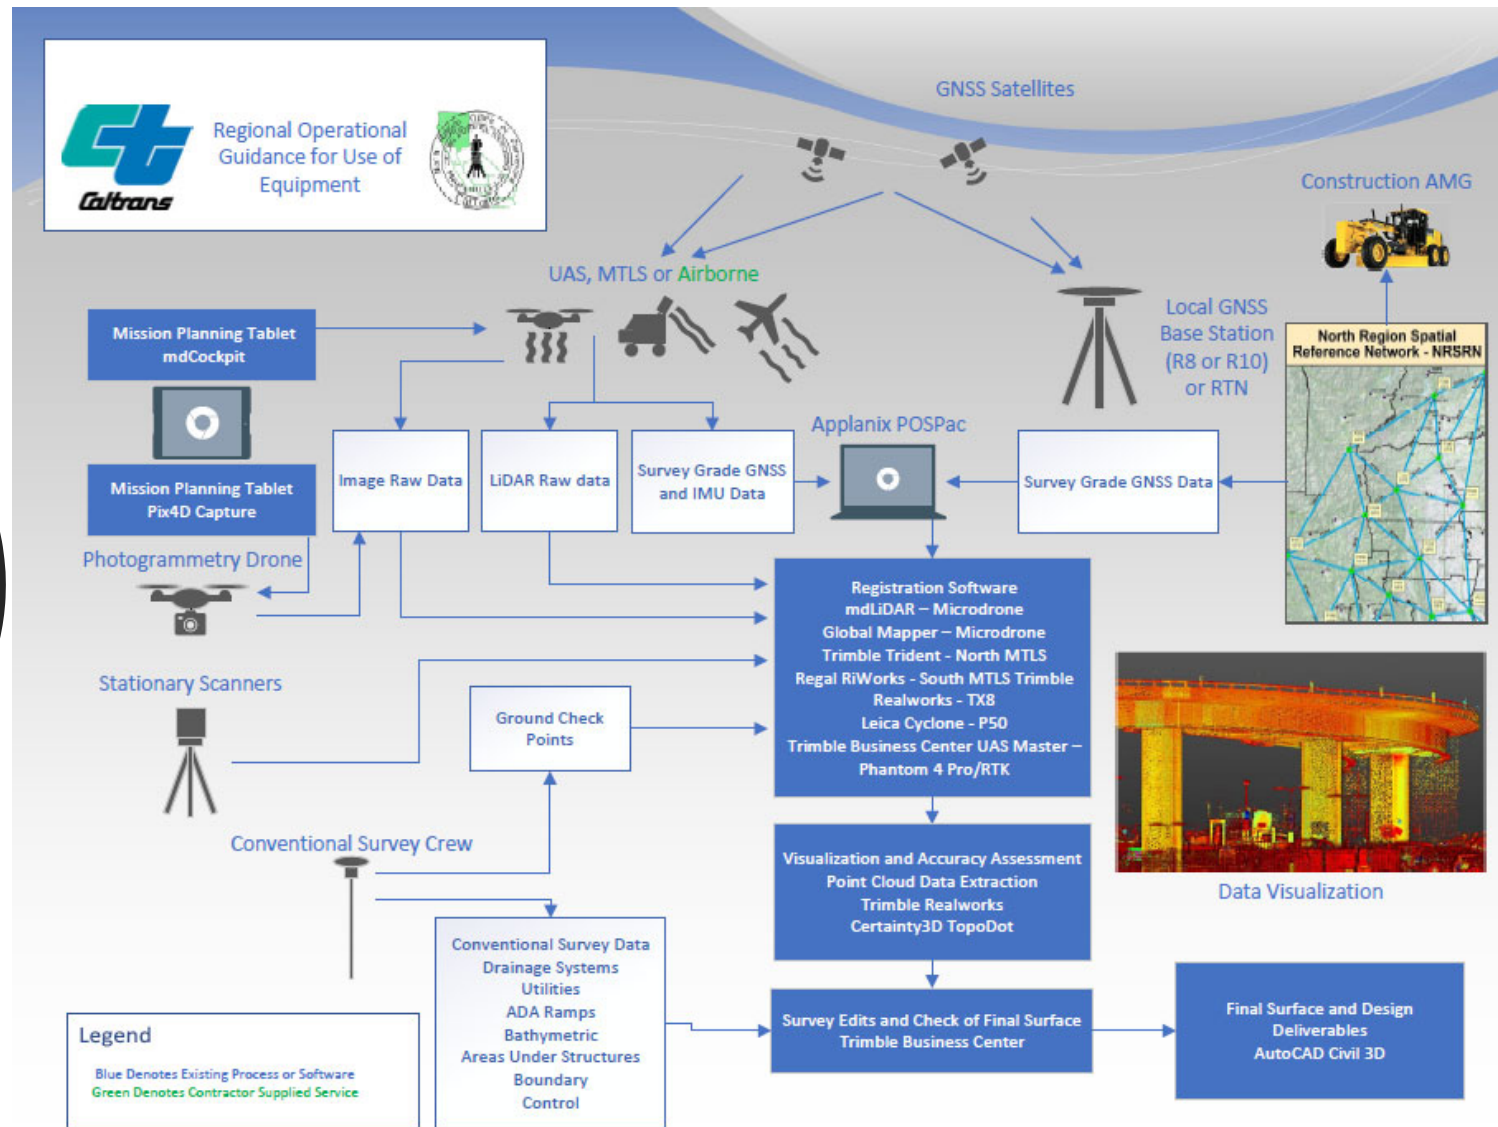 Caltrans
Regional Operational
Guidance for Use of
Equipment
GNSS Satellites
Construction AMG
UAS, MTLS or Airborne
Local GNSS
Base Station
(R8 or R10)
or RTN
North Region Spatial
Reference Network - NRSRN
Mission Planning Tablet
mdCockpit
Mission Planning Tablet
Pix4D Capture
Photogrammetry Drone
Image Raw Data
LiDAR Raw data
Survey Grade GNSS
and IMU Data
Applanix POSPac
Survey Grade GNSS Data
Registration Software
mdLiDAR – Microdrone
Global Mapper – Microdrone
Trimble Trident - North MTLS
Regal RiWorks - South MTLS Trimble
Realworks - TX8
Leica Cyclone - P50
Trimble Business Center UAS Master –
Phantom 4 Pro/RTK
Stationary Scanners
Ground Check
Points
Conventional Survey Crew
Visualization and Accuracy Assessment
Point Cloud Data Extraction
Trimble Realworks
Certainty3D TopoDot
Data Visualization
Conventional Survey Data
Drainage Systems
Utilities
ADA Ramps
Bathymetric
Areas Under Structures
Boundary
Control
Survey Edits and Check of Final Surface
Trimble Business Center
Final Surface and Design
Deliverables
AutoCAD Civil 3D
Legend
Blue Denotes Existing Process or Software
Green Denotes Contractor Supplied Service